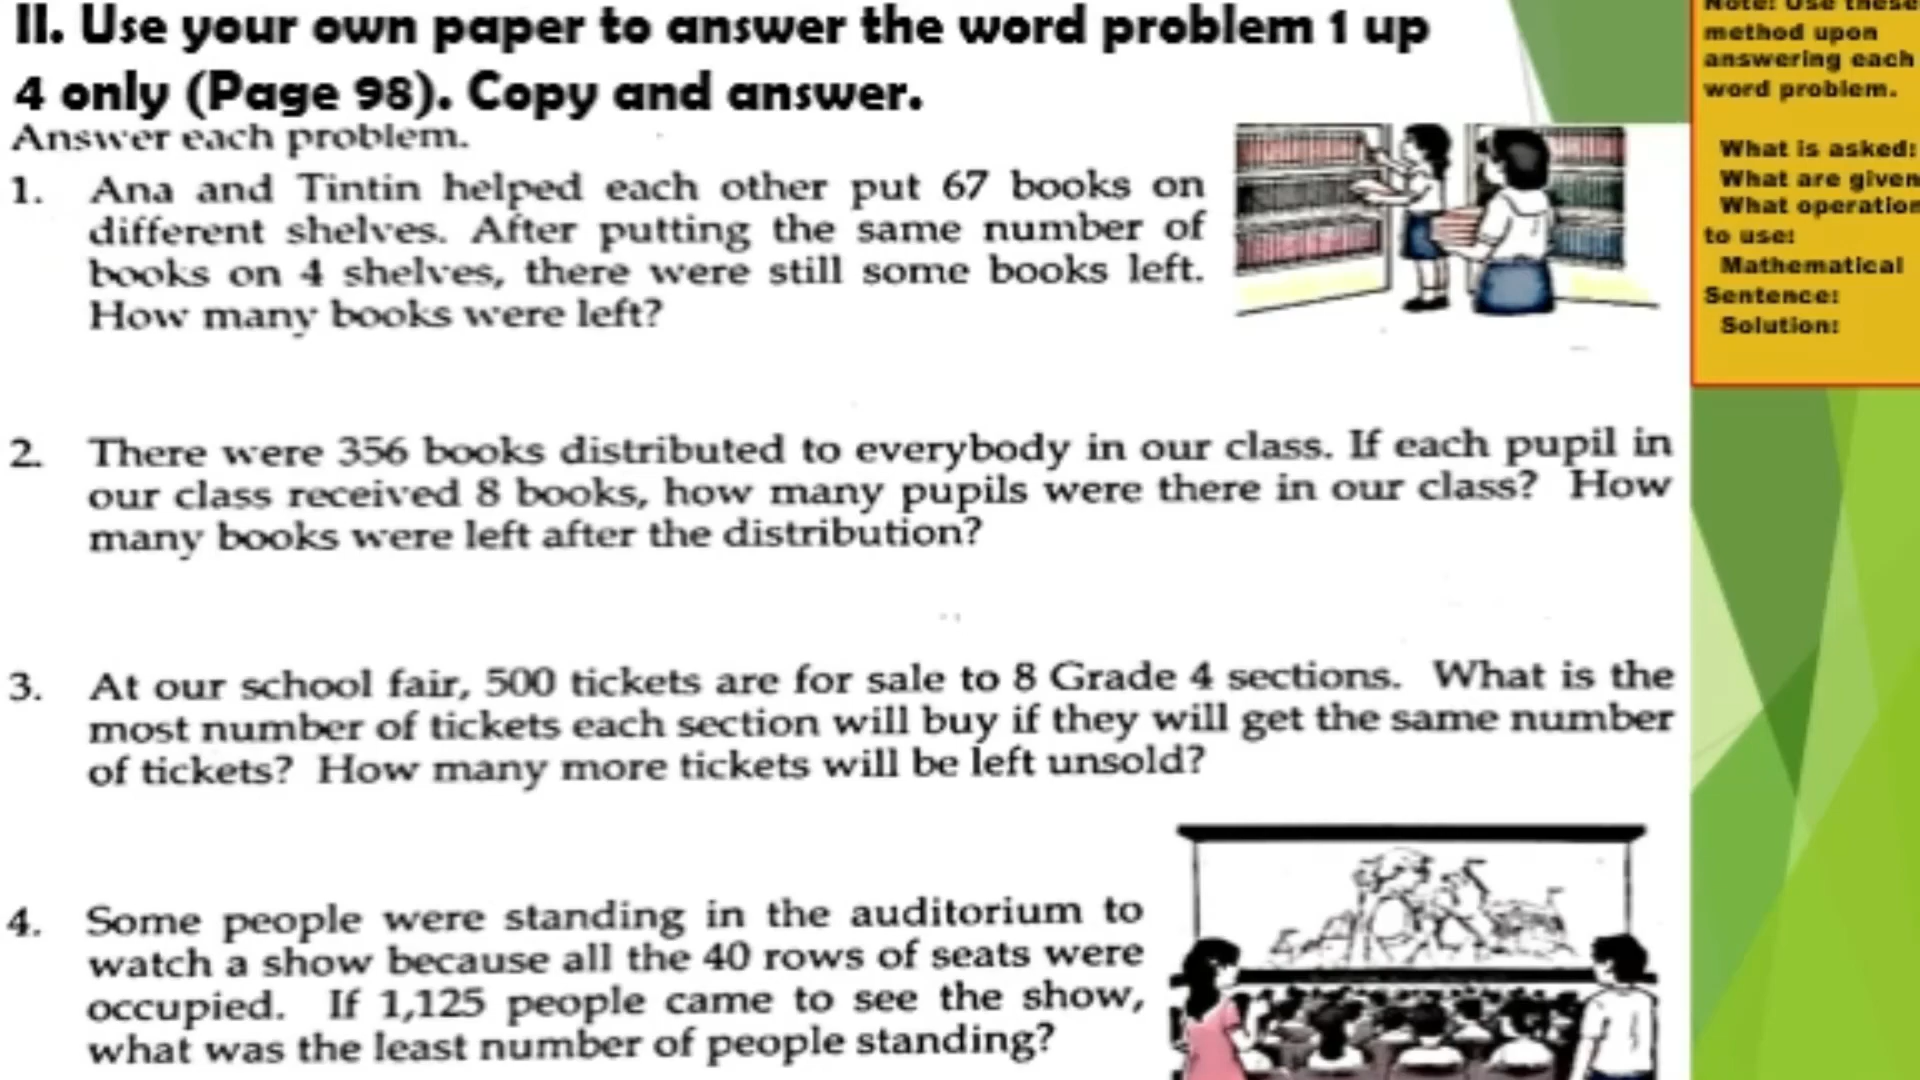 II. Use your own paper to answer the word problem 1 up
4 only (Page 98). Copy and answer.
Answer each problem.
1. Ana and Tintin helped each other put 67 books on
different shelves. After putting the same number of
books on 4 shelves, there were still some books left.
How many books were left?
2. There were 356 books distributed to everybody in our class. If each pupil in
our class received 8 books, how many pupils were there in our class? How
many books were left after the distribution?
3. At our school fair, 500 tickets are for sale to 8 Grade 4 sections. What is the
most number of tickets each section will buy if they will get the same number
of tickets? How many more tickets will be left unsold?
4. Some people were standing in the auditorium to
watch a show because all the 40 rows of seats were
occupied. If 1,125 people came to see the show,
what was the least number of people standing?
Note: Use these
method upon
answering each
word problem.
What is asked:
What are given
What operation
to use:
Mathematical
Sentence:
Solution: